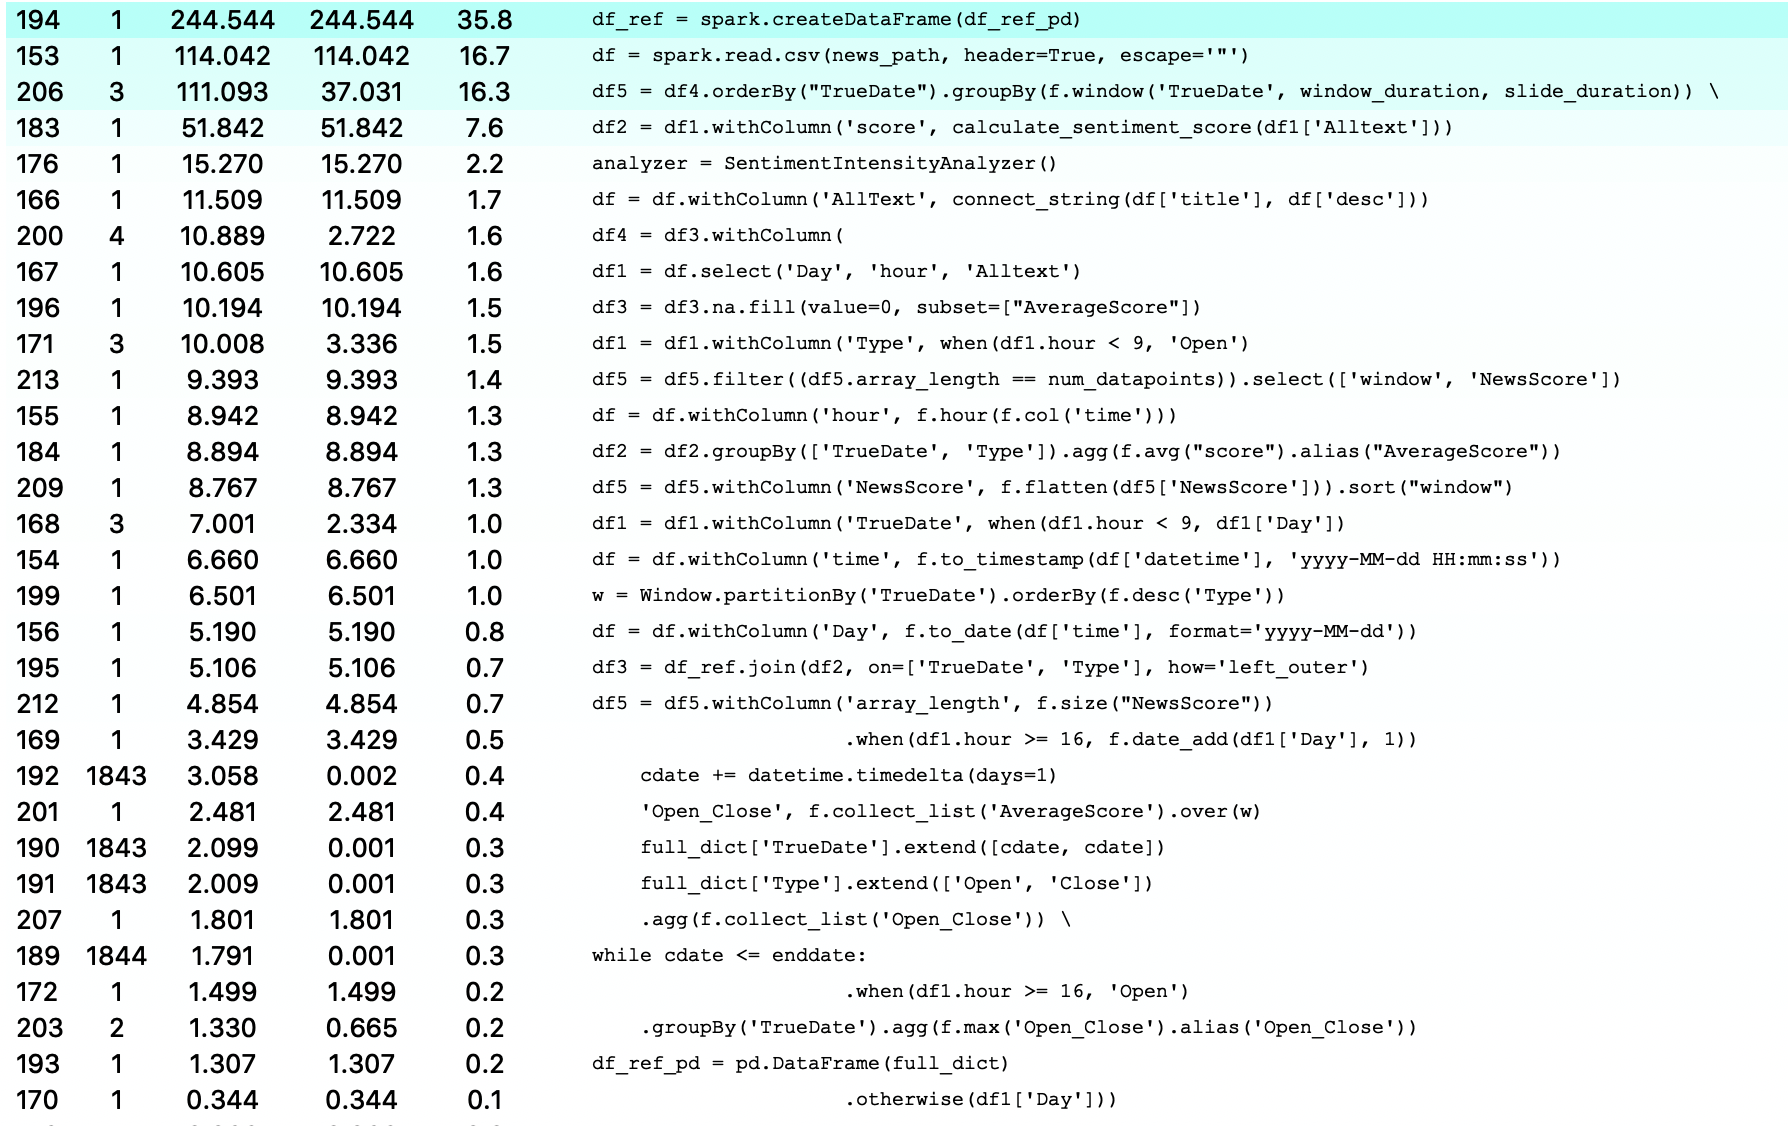 194 1 244.544 244.544 35.8 df_ref = spark.createDataFrame(df_ref_pd)
153 1 114.042 114.042 16.7 df = spark.read.csv(news_path, header=True, escape='"')
206 3 111.093 37.031 16.3 df5 = df4.orderBy("TrueDate").groupBy(f.window('TrueDate', window_duration, slide_duration)) \
183 1 51.842 51.842 7.6 df2 = df1.withColumn('score', calculate_sentiment_score(df1['Alltext']))
176 1 15.270 15.270 2.2 analyzer = SentimentIntensityAnalyzer()
166 1 11.509 11.509 1.7 df = df.withColumn('AllText', connect_string(df['title'], df['desc']))
200 4 10.889 2.722 1.6 df4 = df3.withColumn(
167 1 10.605 10.605 1.6 df1 = df.select('Day', 'hour', 'Alltext')
196 1 10.194 10.194 1.5 df3 = df3.na.fill(value=0, subset=["AverageScore"])
171 3 10.008 3.336 1.5 df1 = df1.withColumn('Type', when(df1.hour < 9, 'Open')
213 1 9.393 9.393 1.4 df5 = df5.filter((df5.array_length == num_datapoints)).select(['window', 'NewsScore'])
155 1 8.942 8.942 1.3 df = df.withColumn('hour', f.hour(f.col('time')))
184 1 8.894 8.894 1.3 df2 = df2.groupBy(['TrueDate', 'Type']).agg(f.avg("score").alias("AverageScore"))
209 1 8.767 8.767 1.3 df5 = df5.withColumn('NewsScore', f.flatten(df5['NewsScore'])).sort("window")
168 3 7.001 2.334 1.0 df1 = df1.withColumn('TrueDate', when(df1.hour < 9, df1['Day'])
154 1 6.660 6.660 1.0 df = df.withColumn('time', f.to_timestamp(df['datetime'], 'yyyy-MM-dd HH:mm:ss'))
199 1 6.501 6.501 1.0 w = Window.partitionBy('TrueDate').orderBy(f.desc('Type'))
156 1 5.190 5.190 0.8 df = df.withColumn('Day', f.to_date(df['time'], format='yyyy-MM-dd'))
195 1 5.106 5.106 0.7 df3 = df_ref.join(df2, on=['TrueDate', 'Type'], how='left_outer')
212 1 4.854 4.854 0.7 df5 = df5.withColumn('array_length', f.size("NewsScore"))
169 1 3.429 3.429 0.5 .when(df1.hour >= 16, f.date_add(df1['Day'], 1))
192 1843 3.058 0.002 0.4 cdate += datetime.timedelta(days=1)
201 1 2.481 2.481 0.4 'Open_Close', f.collect_list('AverageScore').over(w)
190 1843 2.099 0.001 0.3 full_dict['TrueDate'].extend([cdate, cdate])
191 1843 2.009 0.001 0.3 full_dict['Type'].extend(['Open', 'Close'])
207 1 1.801 1.801 0.3 .agg(f.collect_list('Open_Close')) \
189 1844 1.791 0.001 0.3 while cdate <= enddate:
172 1 1.499 1.499 0.2 .when(df1.hour >= 16, 'Open')
203 2 1.330 0.665 0.2 .groupBy('TrueDate').agg(f.max('Open_Close').alias('Open_Close'))
193 1 1.307 1.307 0.2 df_ref_pd = pd.DataFrame(full_dict)
170 1 0.344 0.344 0.1 .otherwise(df1['Day']))